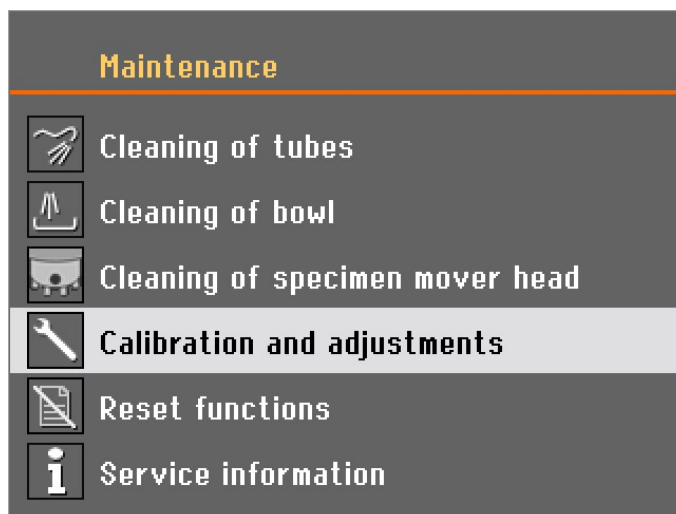 Maintenance
Cleaning of tubes
Cleaning of bowl
Cleaning of specimen mover head
Calibration and adjustments
Reset functions
Service information